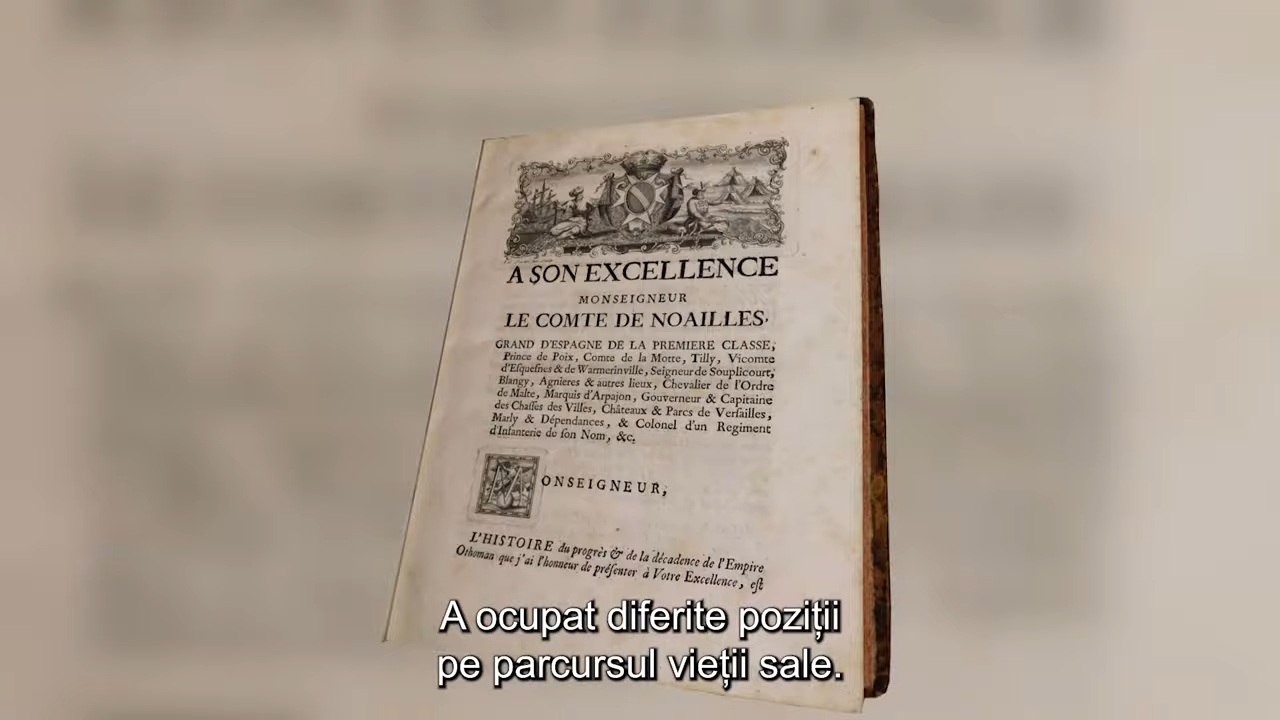 A SON EXCELLENCE
MONSEIGNEUR
LE COMTE DE NOAILLES,
GRAND D'ESPAGNE DE LA PREMIERE CLASSE,
Prince de Poix, Comte de la Motte, Tilly, Vicomte
d'Esquesnes & de Warmerinville, Seigneur de Souplicourt,
Blangy, Agnieres & autres lieux, Chevalier de l'Ordre
de Malte, Marquis d'Arpajon, Gouverneur & Capitaine
des Chasses des Villes, Châteaux & Parcs de Versailles,
Marly & Dépendances, & Colonel d'un Regiment
d'Infanterie de son Nom, &c.
MONSEIGNEUR,
L'HISTOIRE du progrès & de la décadence de l'Empire
Othoman que j'ai l'honneur de présenter à Votre Excellence, est
A ocupat diferite poziții
pe parcursul vieții sale.